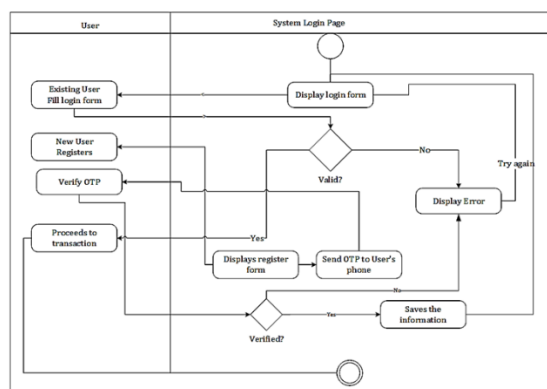 User
System Login Page
Existing User
Fill login form
Display login form
New User
Registers
No
Try again
Valid?
Verify OTP
Display Error
Proceeds to
transaction
Yes
Displays register
form
Send OTP to User's
phone
No
Yes
Saves the
information
Verified?